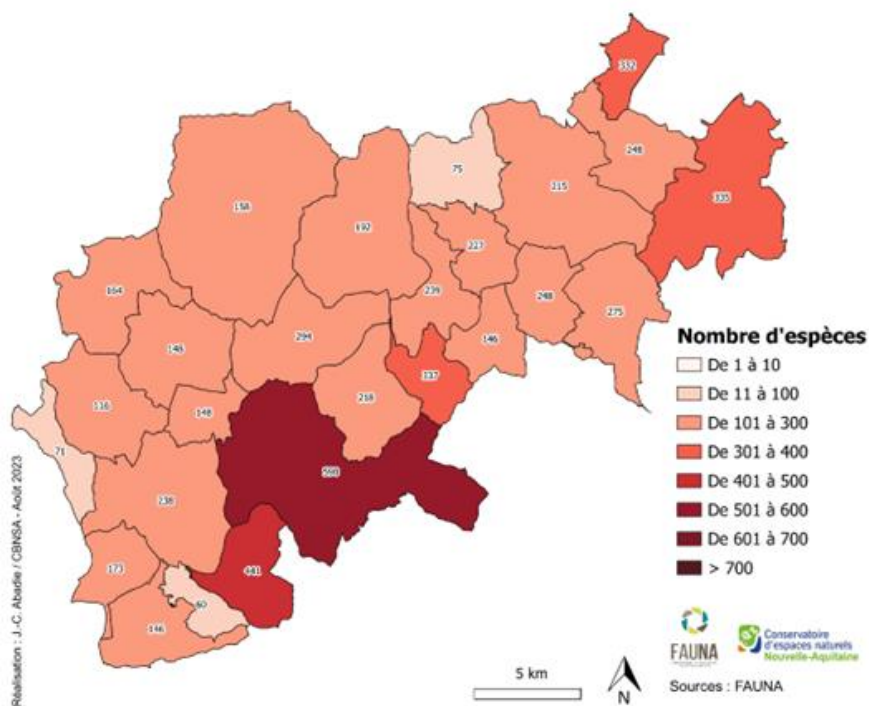 332
248
75
215
335
158
192
227
164
239
248
275
294
146
148
337
218
116
148
71
598
238
173
60
146
Nombre d'espèces
De 1 à 10
De 11 à 100
De 101 à 300
De 301 à 400
De 401 à 500
De 501 à 600
De 601 à 700
> 700
Réalisation : J.-C. Abadie / CBNSA - Août 2023
5 km
N
FAUNA
Conservatoire
d'espaces naturels
Nouvelle-Aquitaine
Sources : FAUNA